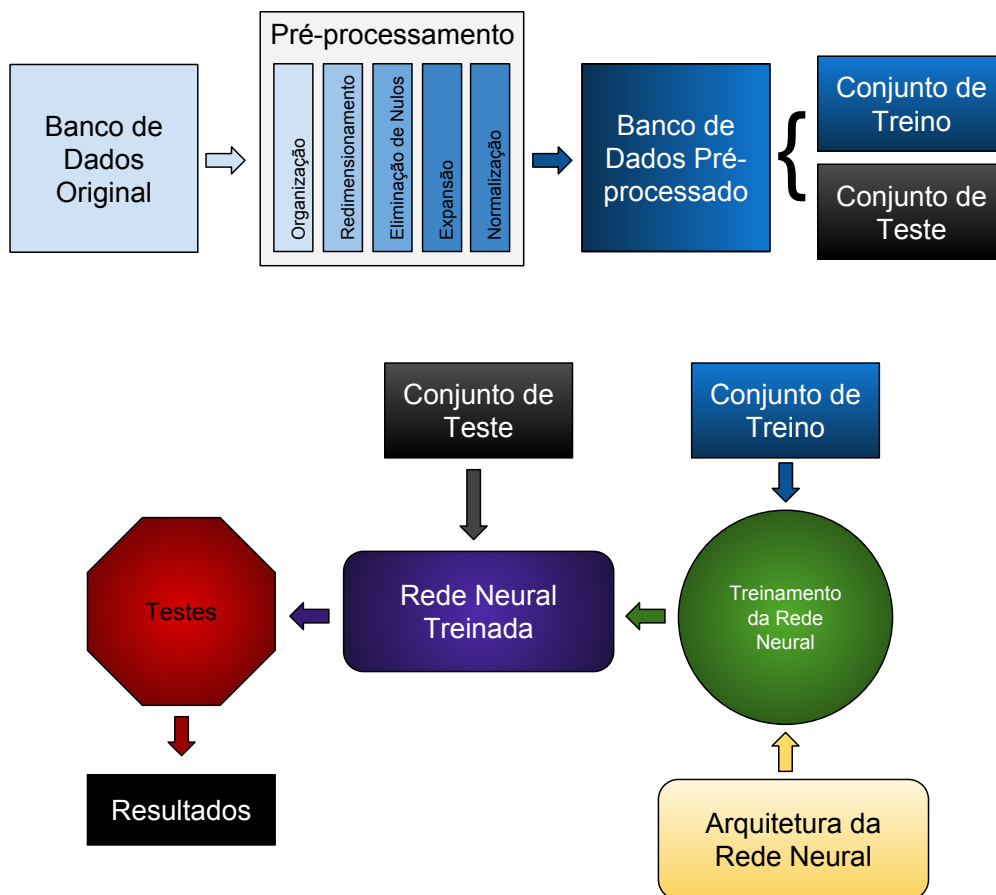 Pré-processamento
Banco de
Dados
Original
Organização
Redimensionamento
Eliminação de Nulos
Expansão
Normalização
Banco de
Dados Pré-
processado
{
Conjunto de
Treino
Conjunto de
Teste
Conjunto de
Teste
Conjunto de
Treino
Testes
Rede Neural
Treinada
Treinamento
da Rede
Neural
Resultados
Arquitetura da
Rede Neural